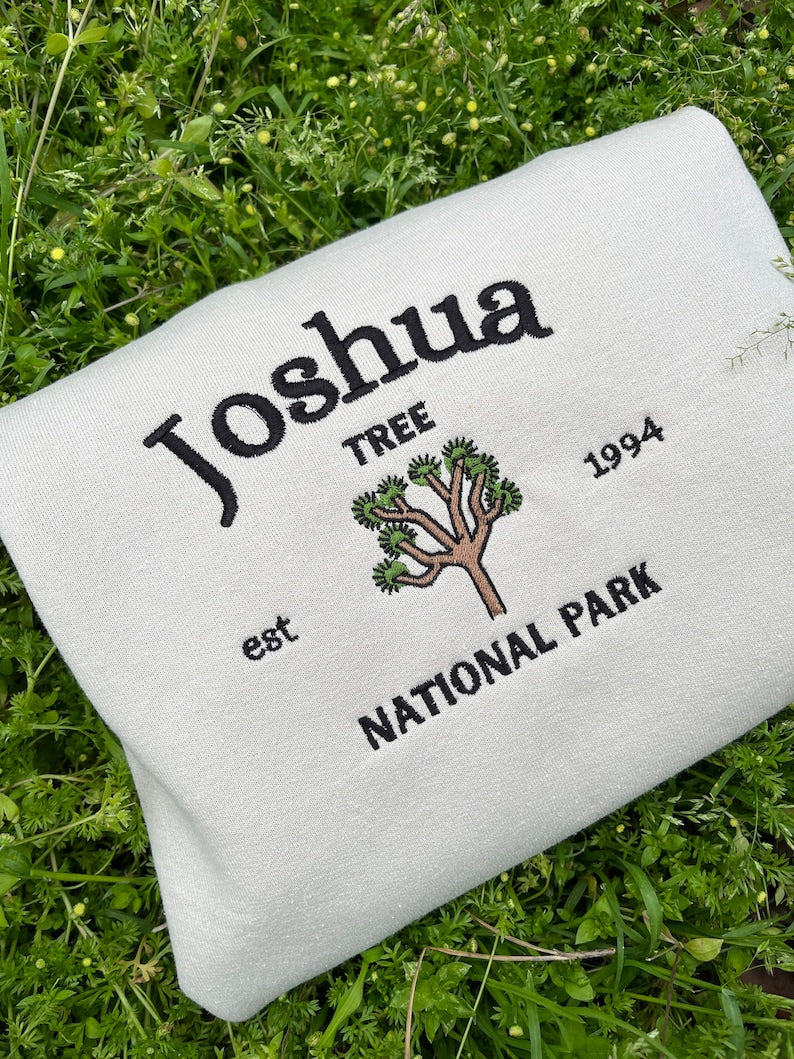 Joshua
TREE
est 1994
NATIONAL PARK